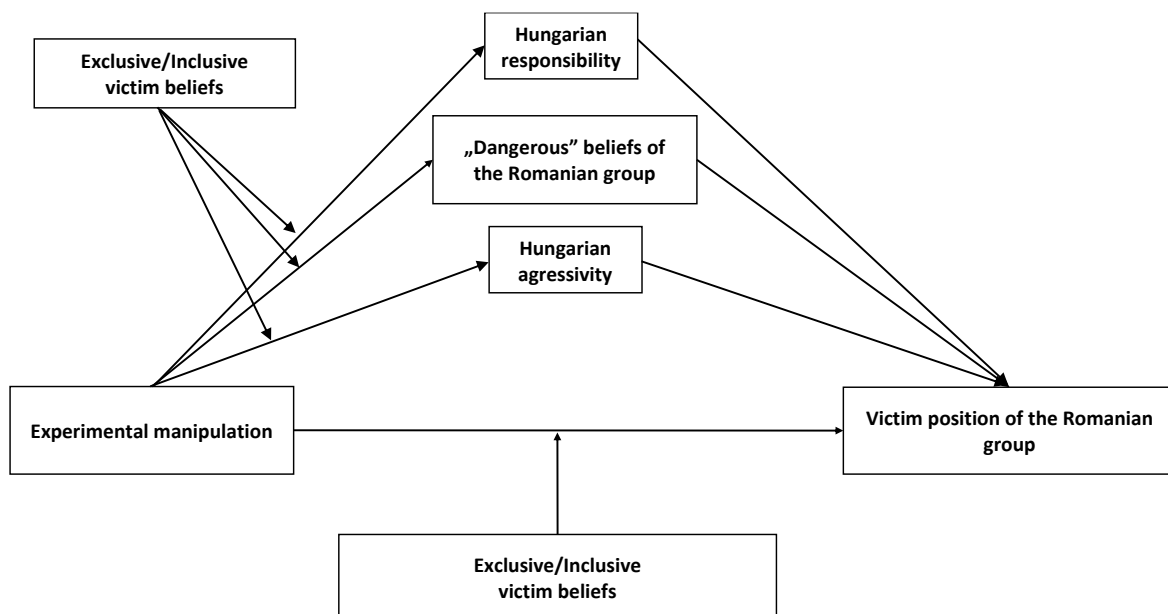 Hungarian
responsibility
Exclusive/Inclusive
victim beliefs
„Dangerous” beliefs of
the Romanian group
Hungarian
agressivity
Experimental manipulation
Victim position of the Romanian
group
Exclusive/Inclusive
victim beliefs